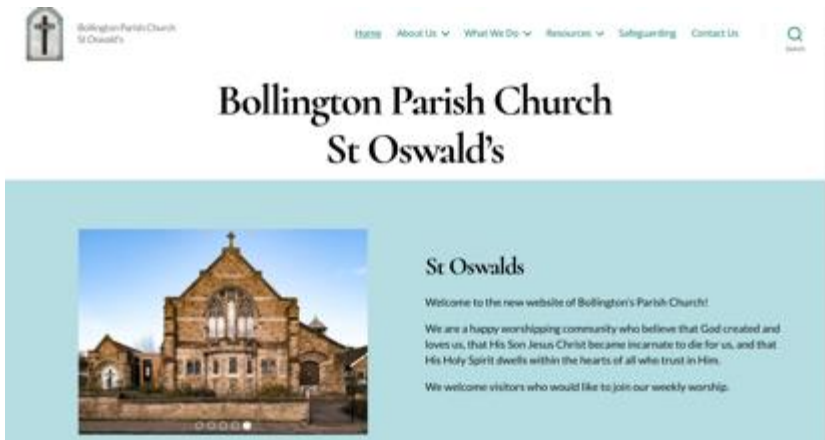 Bollington Parish Church
St Oswald's
Home About Us What We Do Resources Safeguarding Contact Us
Search
Bollington Parish Church
St Oswald's
St Oswalds
Welcome to the new website of Bollington's Parish Church!
We are a happy worshipping community who believe that God created and
loves us, that His Son Jesus Christ became incarnate to die for us, and that
His Holy Spirit dwells within the hearts of all who trust in Him.
We welcome visitors who would like to join our weekly worship.